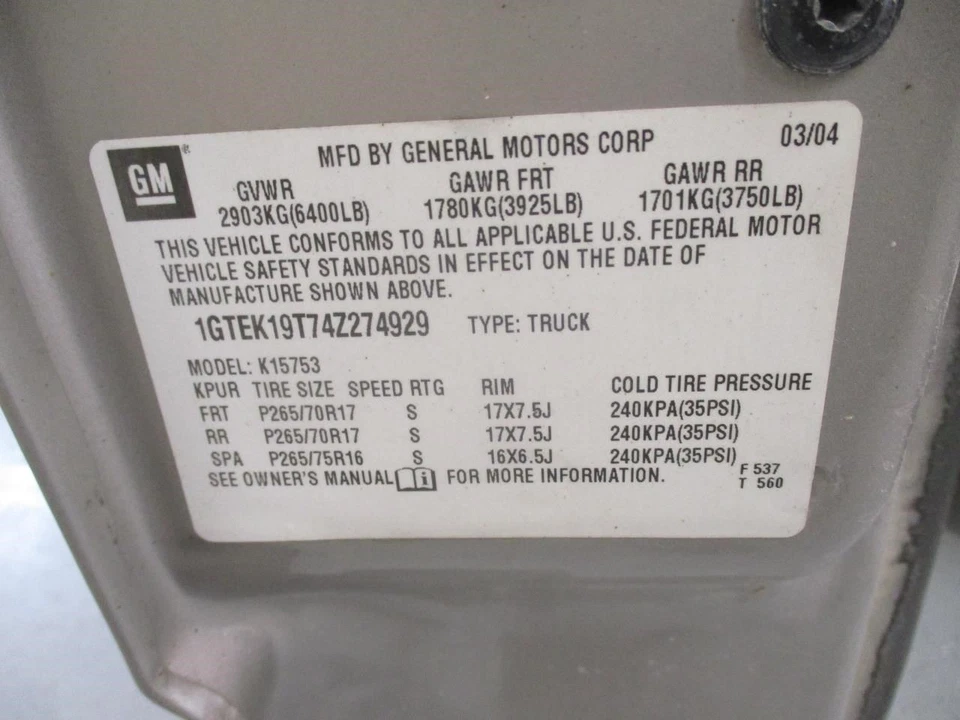 GM®
MFD BY GENERAL MOTORS CORP 03/04
GVWR GAWR FRT GAWR RR
2903KG(6400LB) 1780KG(3925LB) 1701KG(3750LB)
THIS VEHICLE CONFORMS TO ALL APPLICABLE U.S. FEDERAL MOTOR
VEHICLE SAFETY STANDARDS IN EFFECT ON THE DATE OF
MANUFACTURE SHOWN ABOVE.
1GTEK19T74Z274929 TYPE: TRUCK
MODEL: K15753
KPUR TIRE SIZE SPEED RTG RIM COLD TIRE PRESSURE
FRT P265/70R17 S 17X7.5J 240KPA(35PSI)
RR P265/70R17 S 17X7.5J 240KPA(35PSI)
SPA P265/75R16 S 16X6.5J 240KPA(35PSI)
SEE OWNER'S MANUAL i FOR MORE INFORMATION.
F 537
T 560